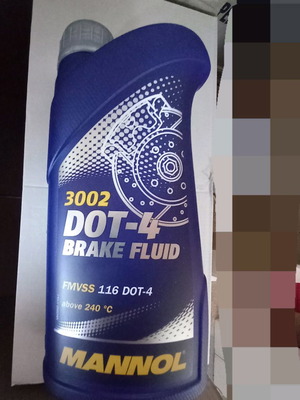 3002
DOT-4
BRAKE FLUID
FMVSS 116 DOT-4
above 240 °C
MANNOL